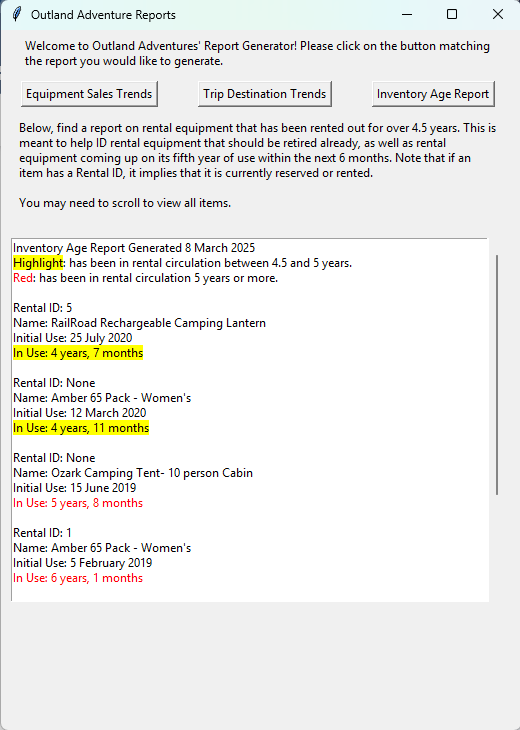 Outland Adventure Reports
Welcome to Outland Adventures' Report Generator! Please click on the button matching
the report you would like to generate.
Equipment Sales Trends
Trip Destination Trends
Inventory Age Report
Below, find a report on rental equipment that has been rented out for over 4.5 years. This is
meant to help ID rental equipment that should be retired already, as well as rental
equipment coming up on its fifth year of use within the next 6 months. Note that if an
item has a Rental ID, it implies that it is currently reserved or rented.
You may need to scroll to view all items.
Inventory Age Report Generated 8 March 2025
Highlight: has been in rental circulation between 4.5 and 5 years.
Red: has been in rental circulation 5 years or more.
Rental ID: 5
Name: RailRoad Rechargeable Camping Lantern
Initial Use: 25 July 2020
In Use: 4 years, 7 months
Rental ID: None
Name: Amber 65 Pack - Women's
Initial Use: 12 March 2020
In Use: 4 years, 11 months
Rental ID: None
Name: Ozark Camping Tent- 10 person Cabin
Initial Use: 15 June 2019
In Use: 5 years, 8 months
Rental ID: 1
Name: Amber 65 Pack - Women's
Initial Use: 5 February 2019
In Use: 6 years, 1 months